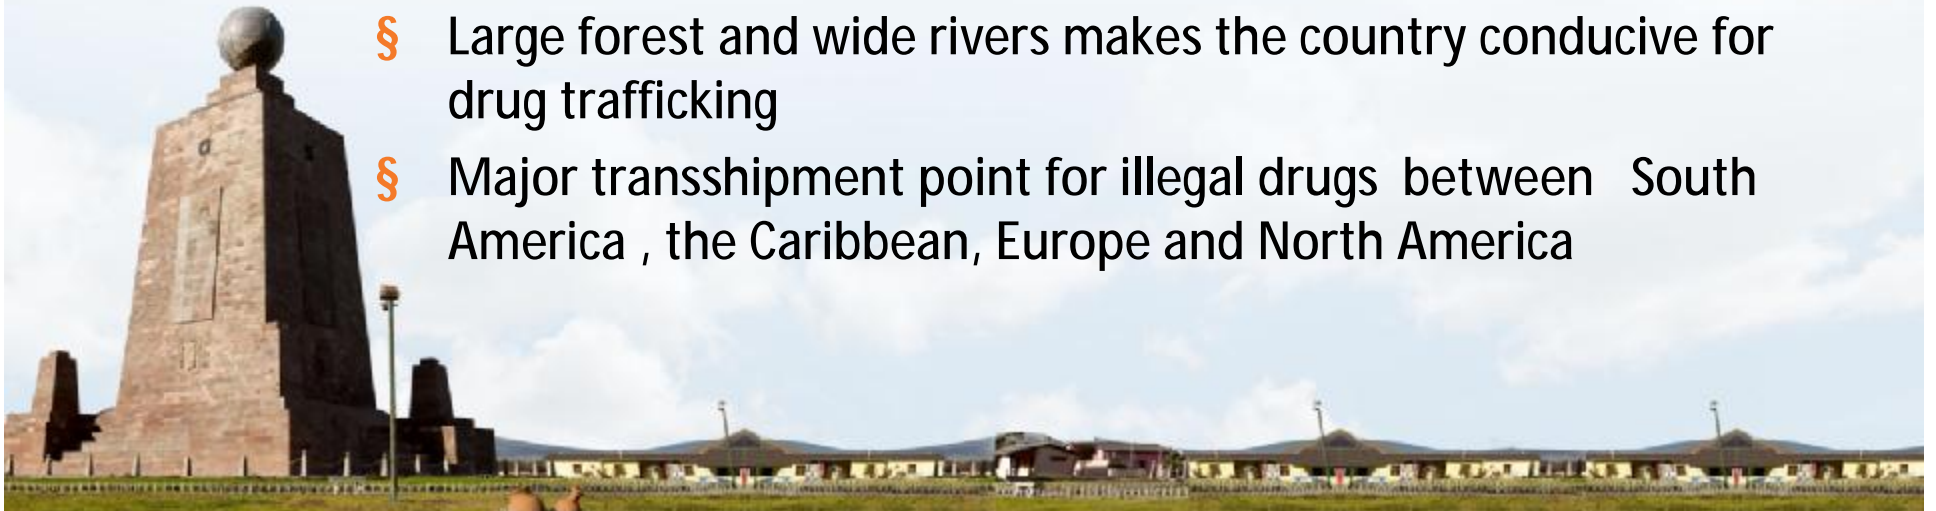 § Large forest and wide rivers makes the country conducive for
drug trafficking
§ Major transshipment point for illegal drugs  between   South
America , the Caribbean, Europe and North America